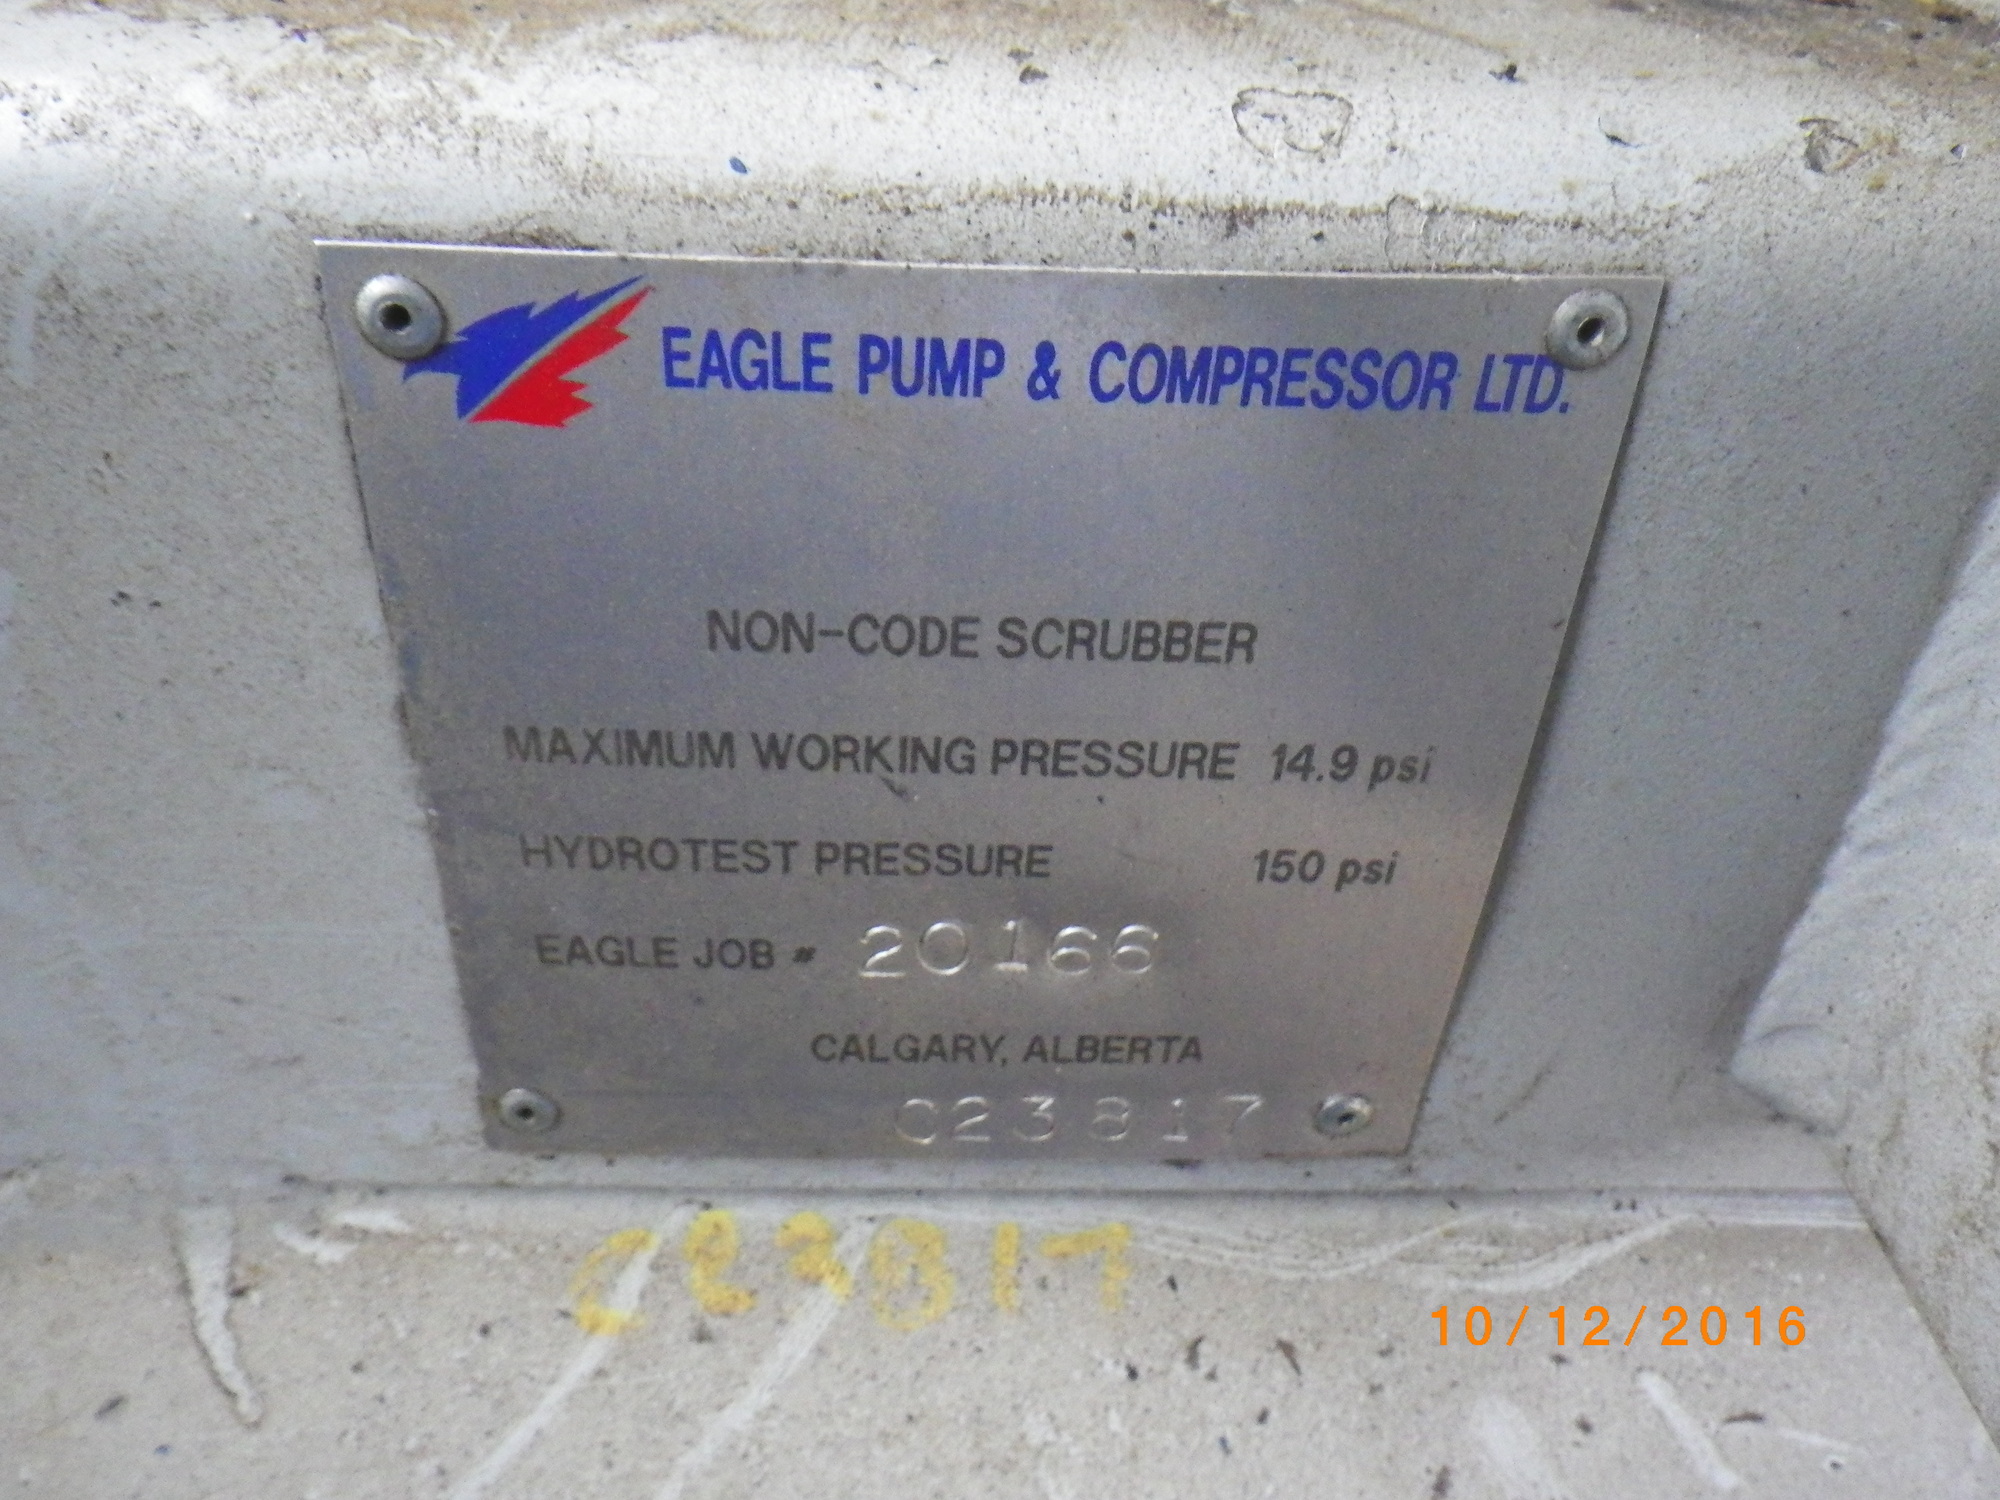 EAGLE PUMP & COMPRESSOR LTD.
NON-CODE SCRUBBER
MAXIMUM WORKING PRESSURE 14.9 psi
HYDROTEST PRESSURE 150 psi
EAGLE JOB # 20166
CALGARY, ALBERTA
C23817
C23817
10/12/2016